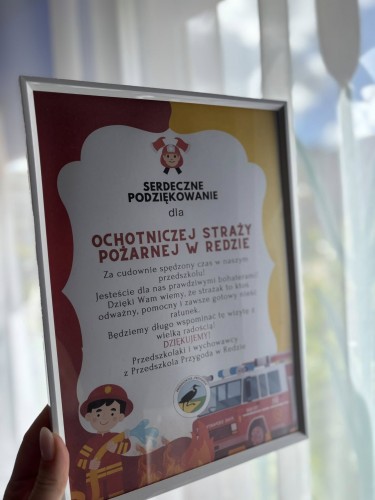 SERDECZNE
PODZIĘKOWANIE
dla
OCHOTNICZEJ STRAŻY
POŻARNEJ W REDZIE
Za cudownie spędzony czas w naszym
przedszkolu!
Jesteście dla nas prawdziwymi bohaterami!
Dzięki Wam wiemy, że strażak to ktoś
odważny, pomocny i zawsze gotowy nieść
ratunek.
Będziemy długo wspominać tę wizytę z
wielką radością!
DZIĘKUJEMY!
Przedszkolaki i wychowawcy
z Przedszkola Przygoda w Redzie